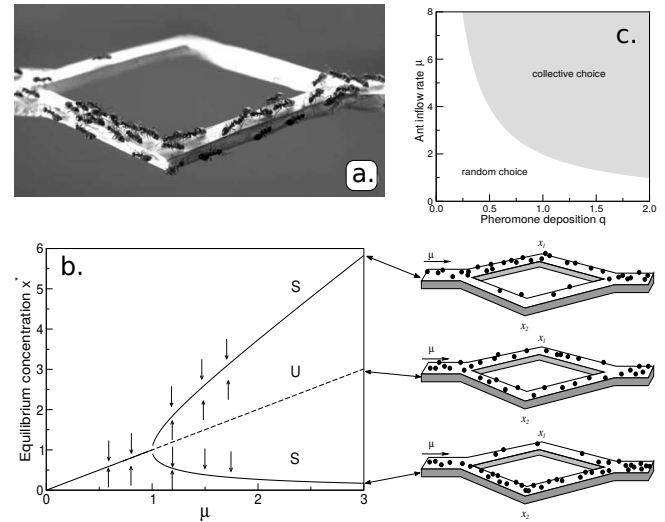 a.
c.
Ant inflow rate μ
8
6
4
2
0
collective choice
random choice
0.0 0.5 1.0 1.5 2.0
Pheromone deposition q
b.
Equilibrium concentration x*
6
5
4
3
2
1
0
S
U
S
0 1 2 3
μ
x₁
μ
x₂
x₁
μ
x₂
x₁
μ
x₂